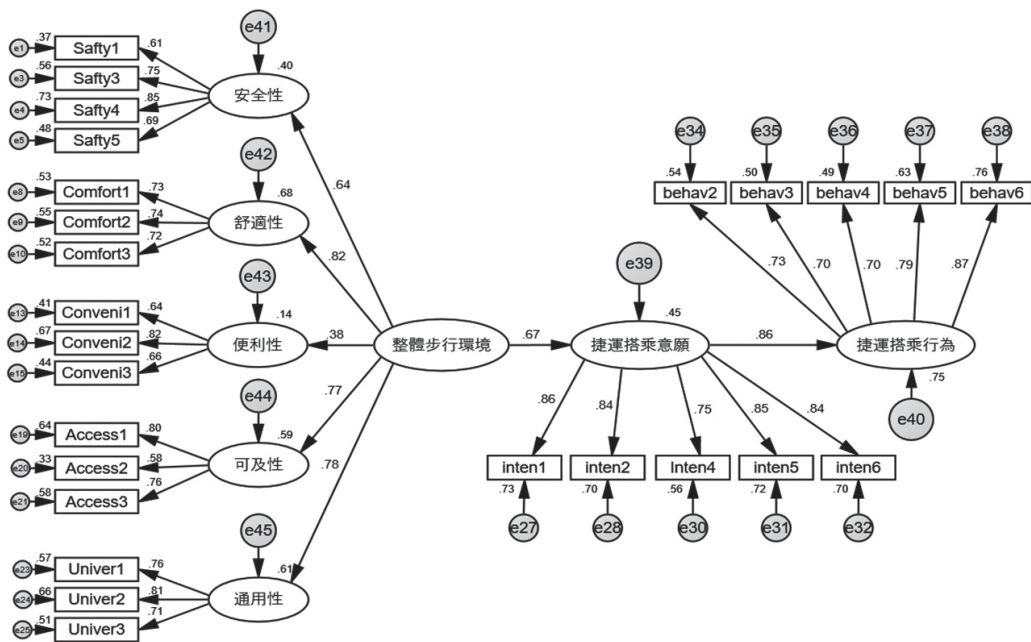 e41
.40
e1
.37
Safty1
.61
e3
.56
Safty3
.75
安全性
e4
.73
Safty4
.85
e5
.48
Safty5
.69
e42
.68
e8
.53
Comfort1
.73
e9
.55
Comfort2
.74
舒適性
e10
.52
Comfort3
.72
e43
.14
e13
.41
Conveni1
.64
e14
.67
Conveni2
.82
便利性
e15
.44
Conveni3
.66
e44
.59
e19
.64
Access1
.80
e20
.33
Access2
.58
可及性
e21
.58
Access3
.76
e45
.61
e23
.57
Univer1
.76
e24
.66
Univer2
.81
通用性
e25
.51
Univer3
.71
.64
.82
.38
.77
.78
整體步行環境
.67
e39
.45
捷運搭乘意願
.86
捷運搭乘行為
.75
e40
e34
e35
e36
e37
e38
.54
.50
.49
.63
.76
behav2
behav3
behav4
behav5
behav6
.73
.70
.70
.79
.87
.86
.84
.75
.85
.84
inten1
inten2
Inten4
inten5
inten6
.73
.70
.56
.72
.70
e27
e28
e30
e31
e32